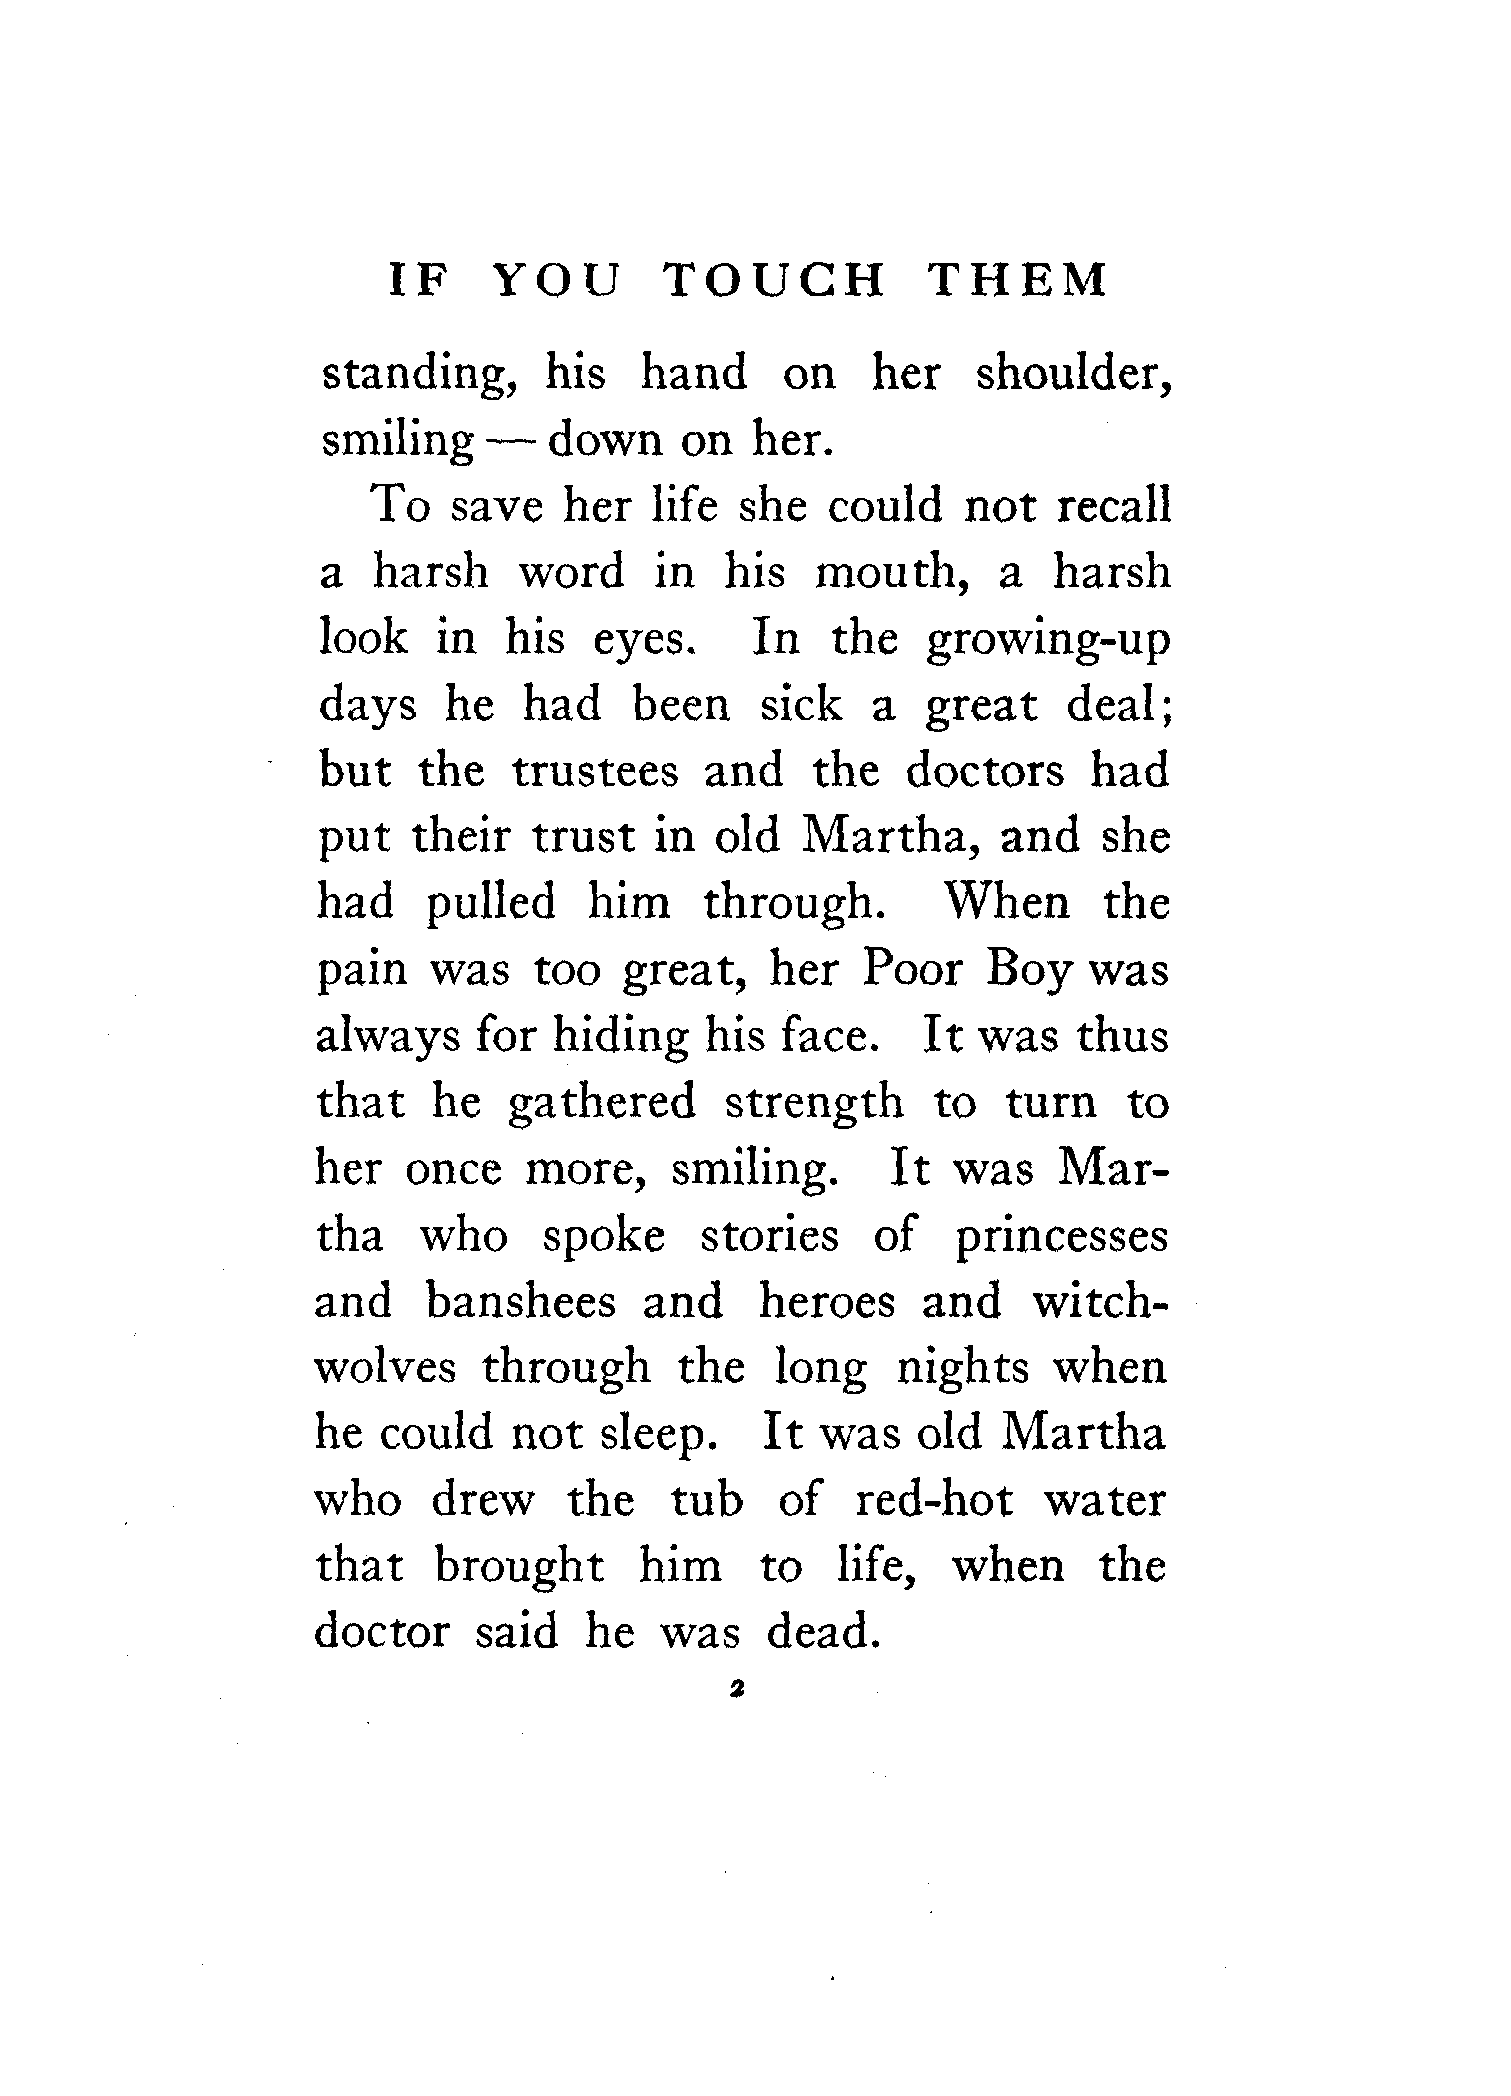 IF YOU TOUCH THEM
standing, his hand on her shoulder,
smiling — down on her.
To save her life she could not recall
a harsh word in his mouth, a harsh
look in his eyes. In the growing-up
days he had been sick a great deal;
but the trustees and the doctors had
put their trust in old Martha, and she
had pulled him through. When the
pain was too great, her Poor Boy was
always for hiding his face. It was thus
that he gathered strength to turn to
her once more, smiling. It was Mar-
tha who spoke stories of princesses
and banshees and heroes and witch-
wolves through the long nights when
he could not sleep. It was old Martha
who drew the tub of red-hot water
that brought him to life, when the
doctor said he was dead.
2